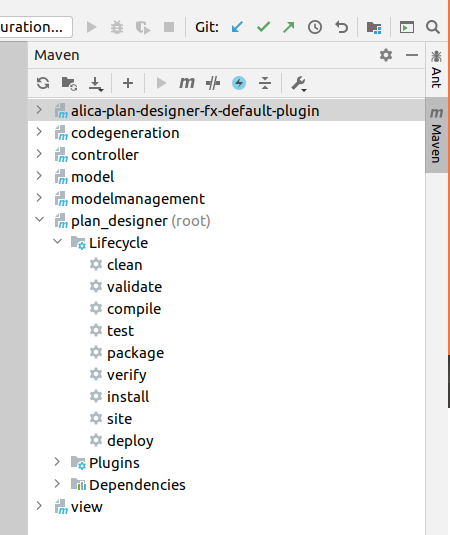 uration...
Git:
Maven
m
alica-plan-designer-fx-default-plugin
codegeneration
controller
model
modelmanagement
plan_designer (root)
Lifecycle
clean
validate
compile
test
package
verify
install
site
deploy
Plugins
Dependencies
view
Ant
m
Maven